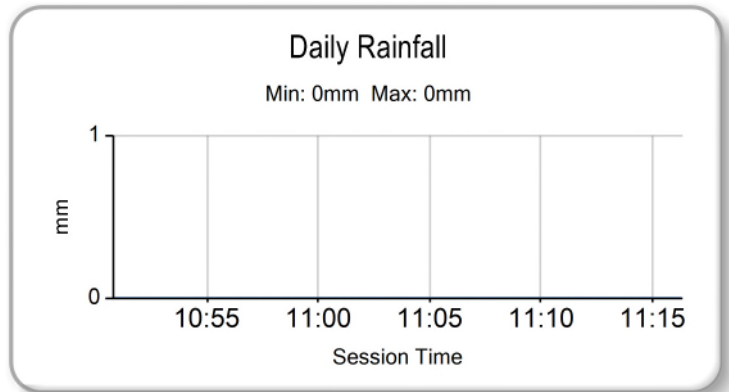 Daily Rainfall
Min: 0mm  Max: 0mm
1
mm
0
10:55 11:00 11:05 11:10 11:15
Session Time